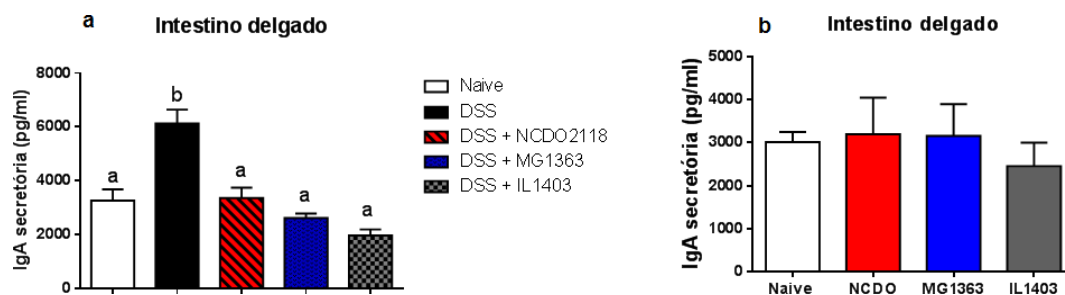 a
Intestino delgado
IgA secretória (pg/ml)
8000
6000
4000
2000
0
a
b
a
a
a
Naive
DSS
DSS + NCDO2118
DSS + MG1363
DSS + IL1403
b
Intestino delgado
IgA secretória (pg/ml)
5000
4000
3000
2000
1000
0
Naive
NCDO
MG1363
IL1403